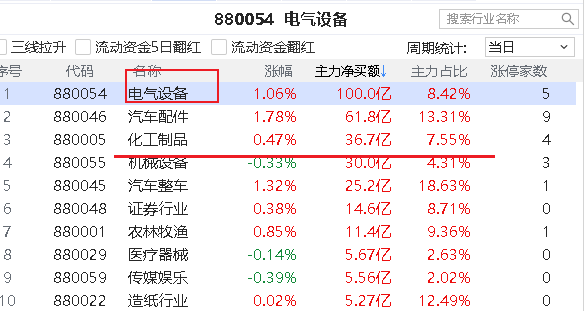 880054 电气设备
搜索行业名称
三线拉升 流动资金5日翻红 流动资金翻红 周期统计: 当日
序号 代码 名称 涨幅 主力净买额↓ 主力占比 涨停家数
1 880054 电气设备 1.06% 100.0亿 8.42% 5
2 880046 汽车配件 1.78% 61.8亿 13.31% 9
3 880005 化工制品 0.47% 36.7亿 7.55% 4
4 880055 机械设备 -0.33% 30.0亿 4.31% 3
5 880045 汽车整车 1.32% 25.2亿 18.63% 1
6 880048 证券行业 0.38% 14.6亿 8.71% 0
7 880001 农林牧渔 0.85% 11.4亿 9.36% 1
8 880029 医疗器械 -0.14% 5.67亿 2.63% 0
9 880059 传媒娱乐 -0.39% 5.56亿 2.02% 0
10 880022 造纸行业 0.02% 5.27亿 12.49% 0